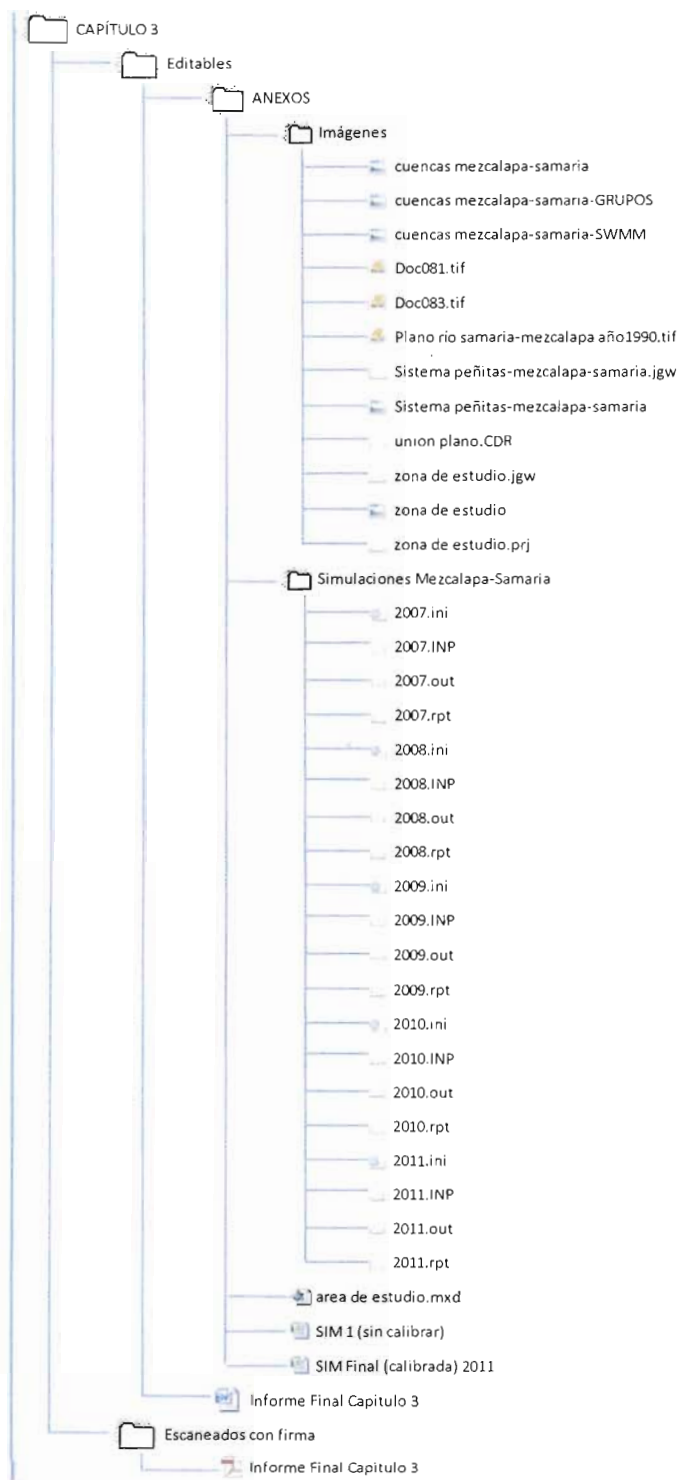 CAPÍTULO 3
Editables
ANEXOS
Imágenes
cuencas mezcalapa-samaria
cuencas mezcalapa-samaria-GRUPOS
cuencas mezcalapa-samaria-SWMM
Doc081.tif
Doc083.tif
Plano rio samaria-mezcalapa año1990.tif
Sistema peñitas-mezcalapa-samaria.jgw
Sistema peñitas-mezcalapa-samaria
union plano.CDR
zona de estudio.jgw
zona de estudio
zona de estudio.prj
Simulaciones Mezcalapa-Samaria
2007.ini
2007.INP
2007.out
2007.rpt
2008.ini
2008.INP
2008.out
2008.rpt
2009.ini
2009.INP
2009.out
2009.rpt
2010.ini
2010.INP
2010.out
2010.rpt
2011.ini
2011.INP
2011.out
2011.rpt
area de estudio.mxd
SIM 1 (sin calibrar)
SIM Final (calibrada) 2011
Informe Final Capitulo 3
Escaneados con firma
Informe Final Capitulo 3